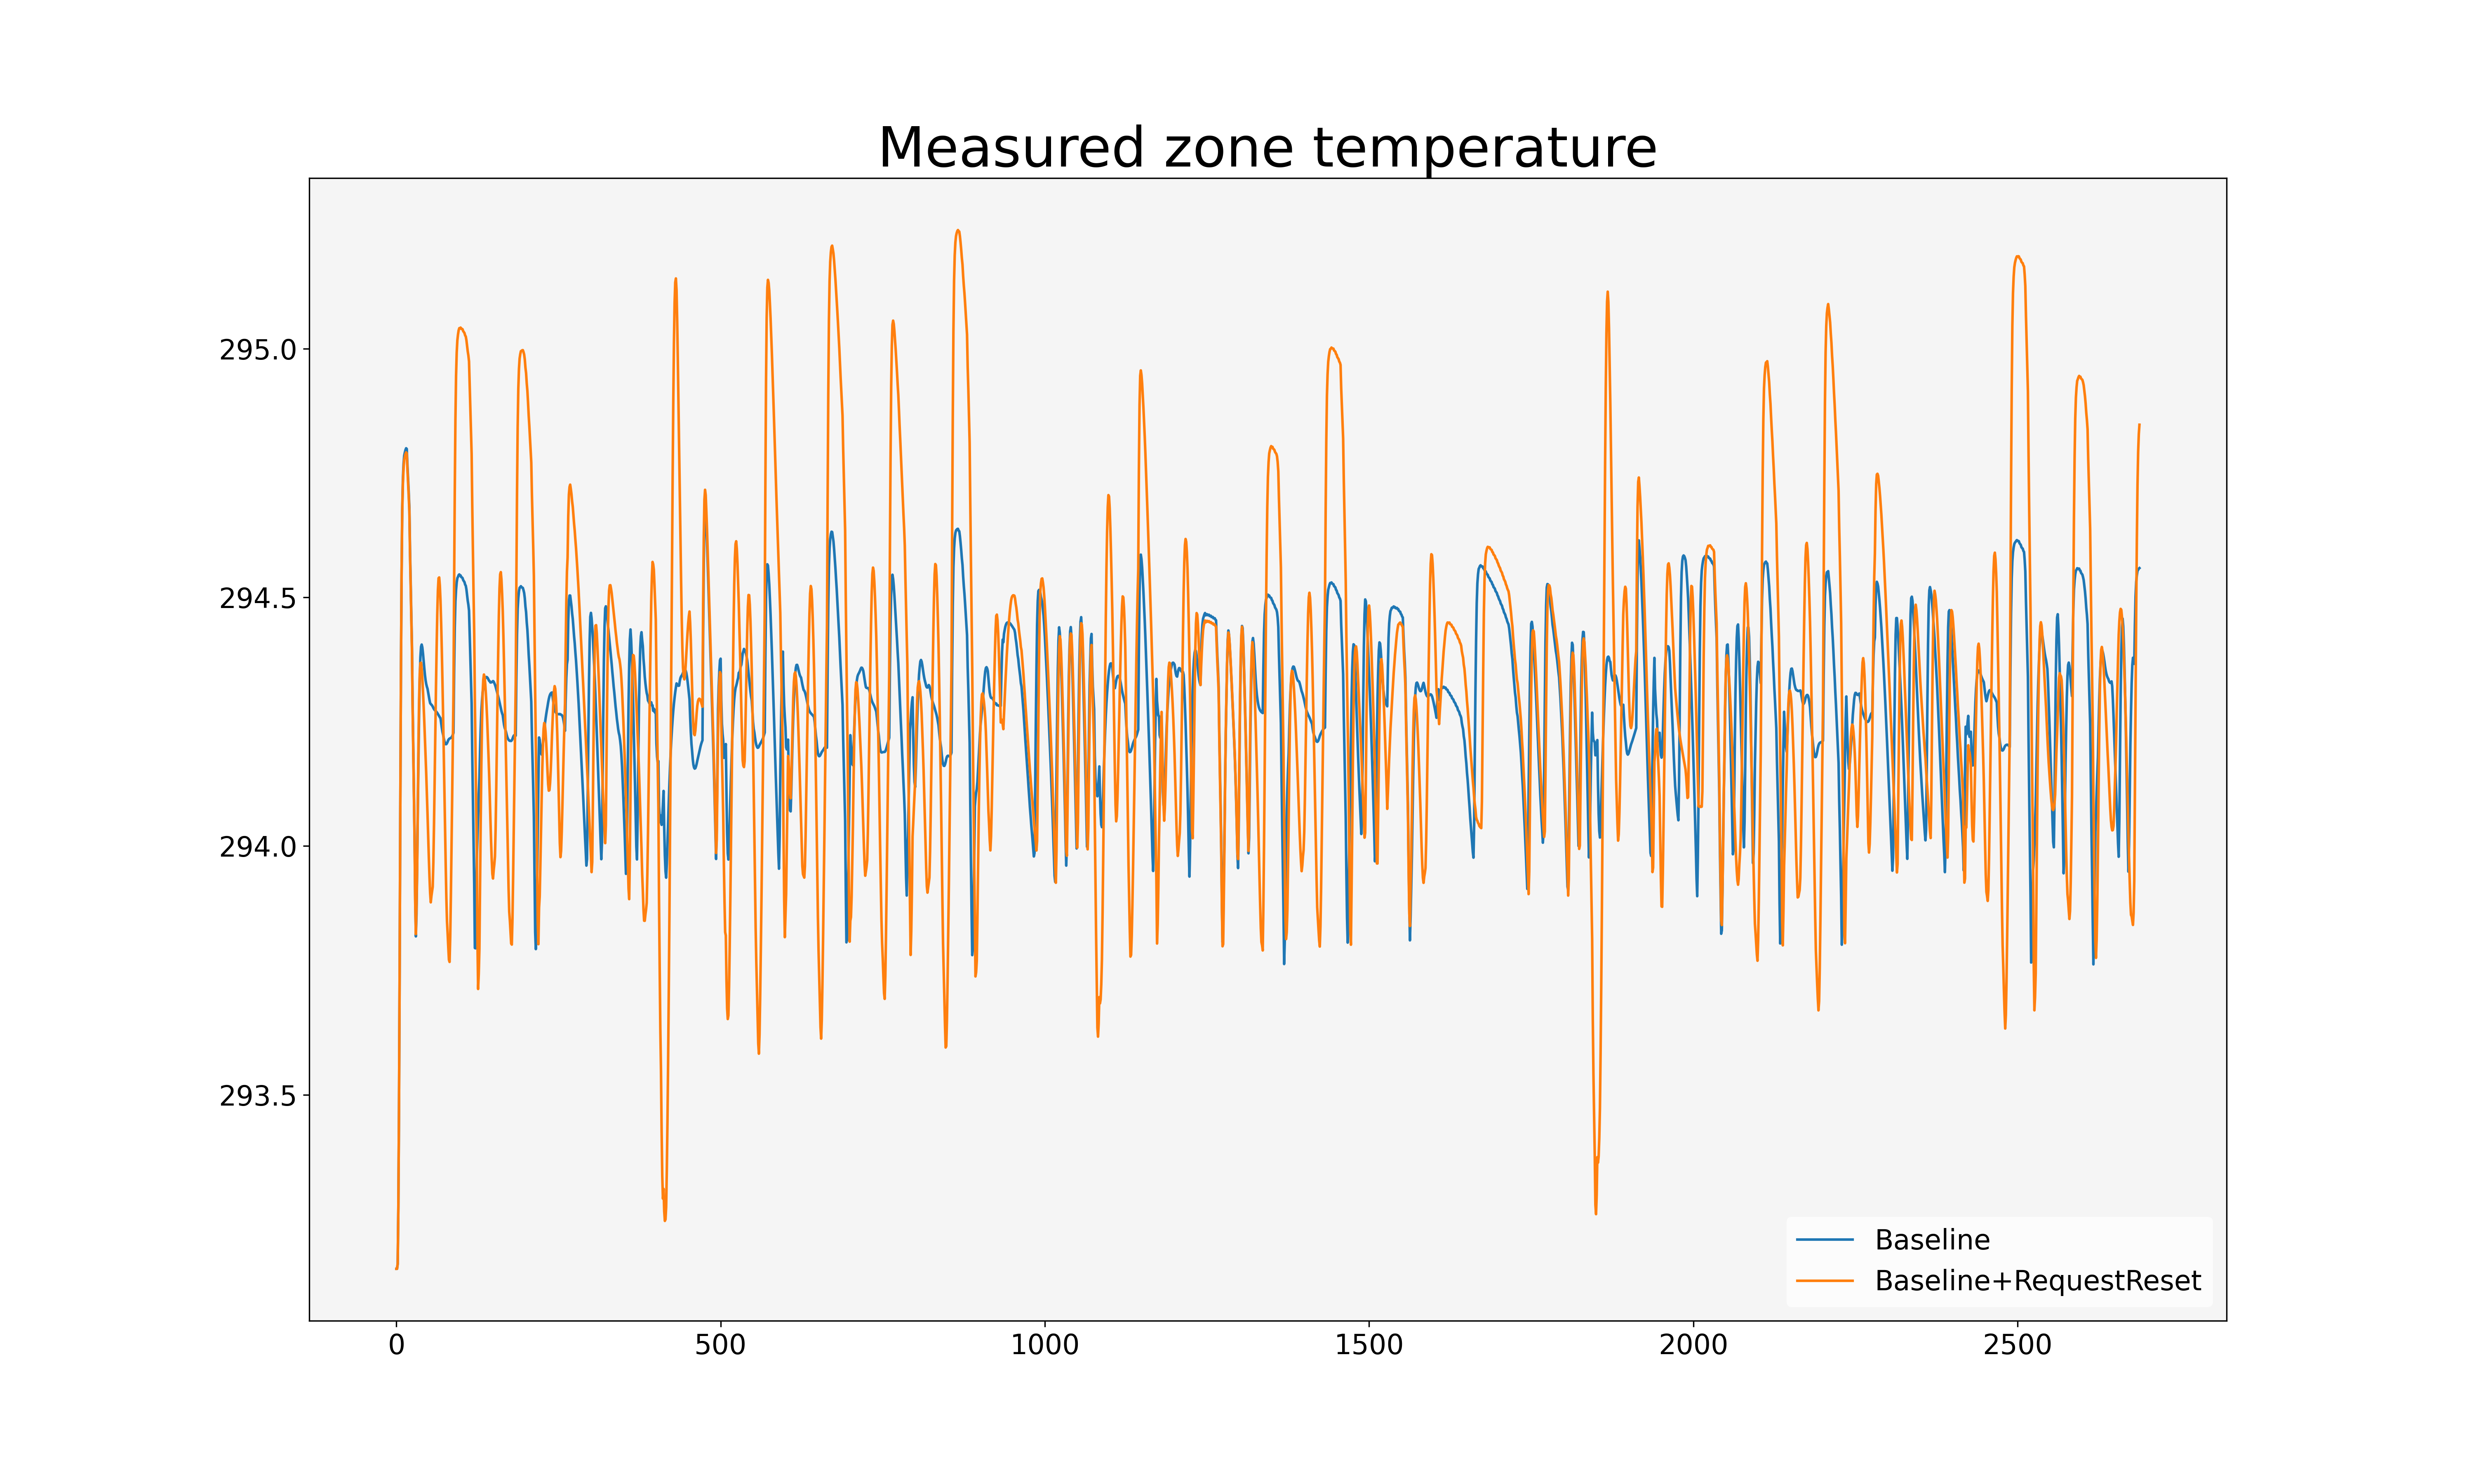 Measured zone temperature
295.0
294.5
294.0
293.5
0 500 1000 1500 2000 2500
Baseline
Baseline+RequestReset